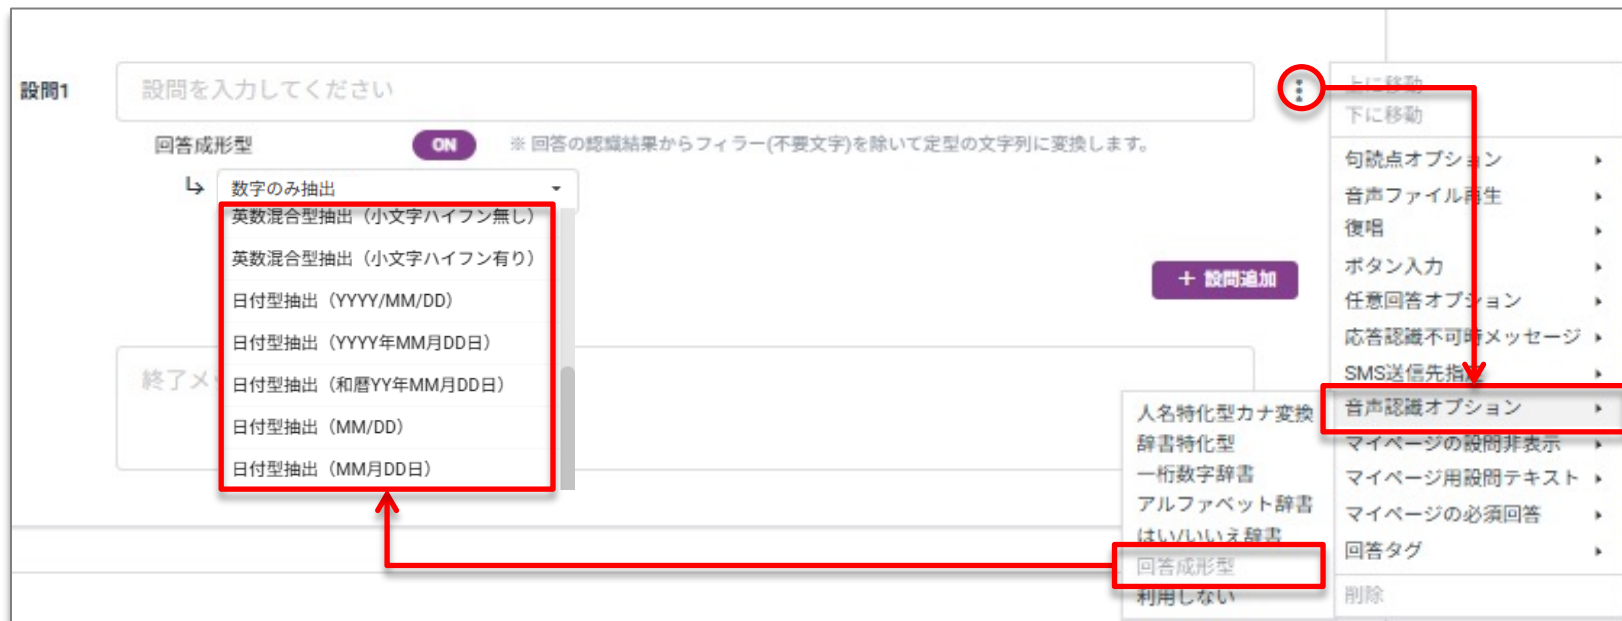 設問1
設問を入力してください
回答成形型
ON
※ 回答の認識結果からフィラー(不要文字)を除いて定型の文字列に変換します。
数字のみ抽出
英数混合型抽出（小文字ハイフン無し）
英数混合型抽出（小文字ハイフン有り）
日付型抽出（YYYY/MM/DD）
日付型抽出（YYYY年MM月DD日）
日付型抽出（和暦YY年MM月DD日）
日付型抽出（MM/DD）
日付型抽出（MM月DD日）
＋ 設問追加
終了メ
上に移動
下に移動
句読点オプション
音声ファイル再生
復唱
ボタン入力
任意回答オプション
応答認識不可時メッセージ
SMS送信先指定
音声認識オプション
マイページの設問非表示
マイページ用設問テキスト
マイページの必須回答
回答タグ
削除
人名特化型カナ変換
辞書特化型
一桁数字辞書
アルファベット辞書
はい/いいえ辞書
回答成形型
利用しない